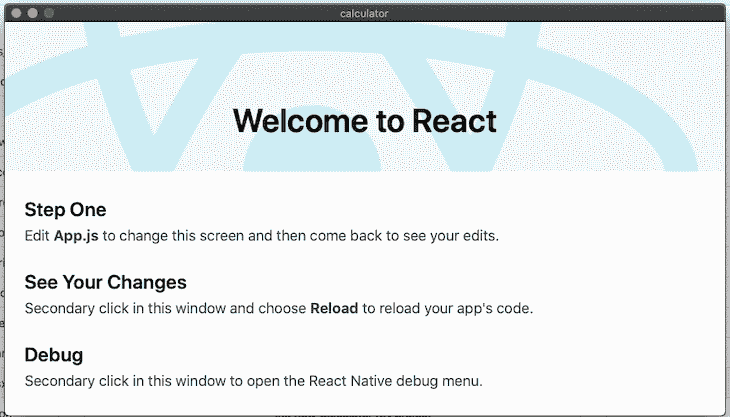 calculator
Welcome to React
Step One
Edit App.js to change this screen and then come back to see your edits.
See Your Changes
Secondary click in this window and choose Reload to reload your app's code.
Debug
Secondary click in this window to open the React Native debug menu.